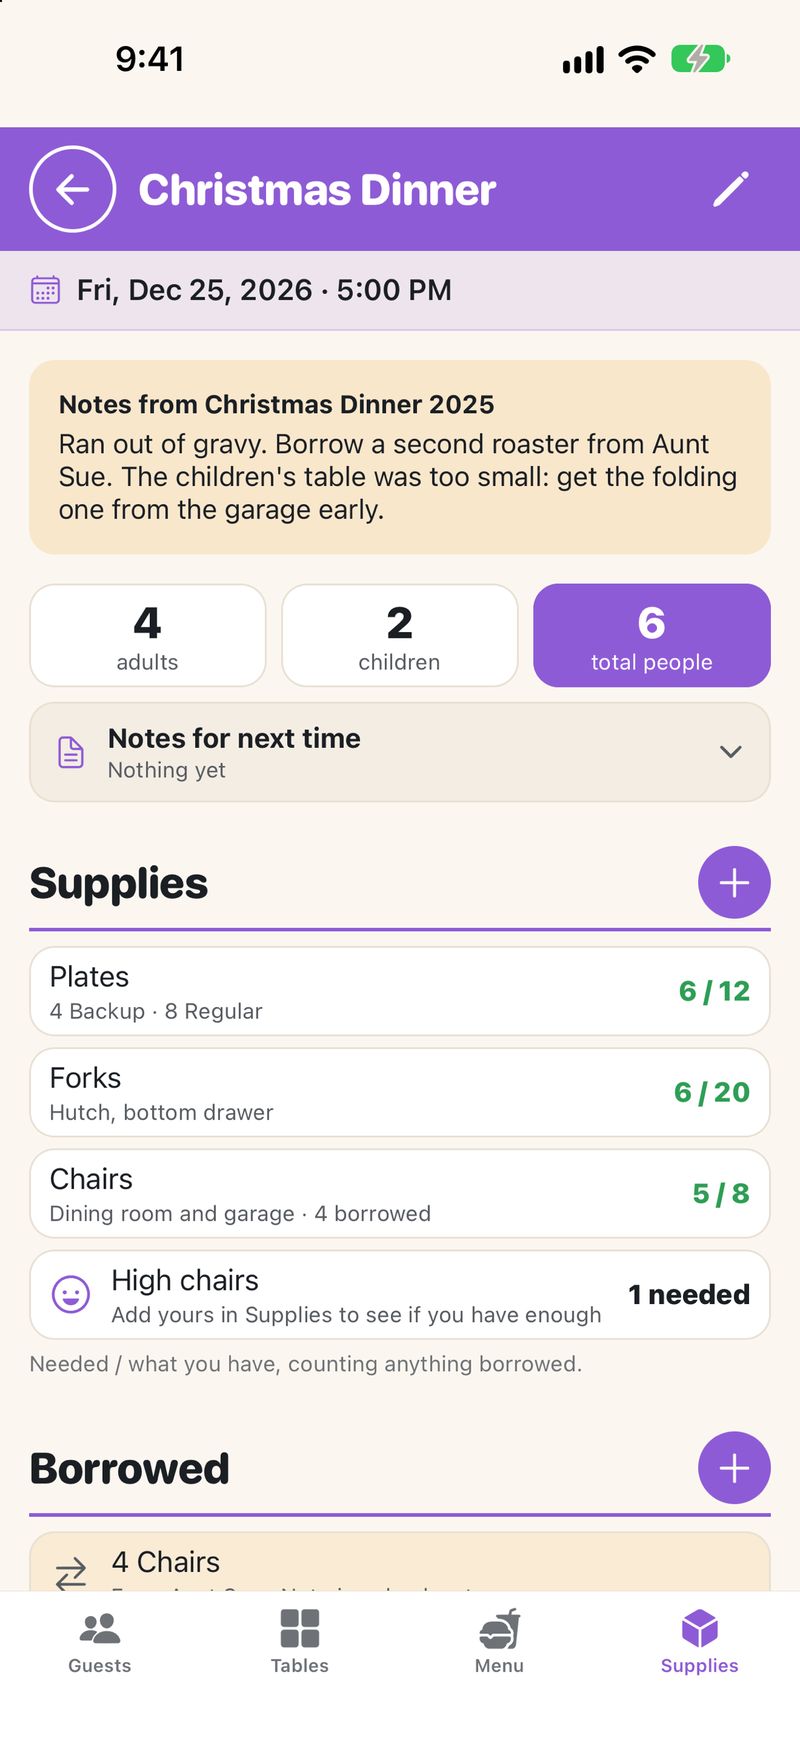 9:41
Christmas Dinner
Fri, Dec 25, 2026 · 5:00 PM
Notes from Christmas Dinner 2025
Ran out of gravy. Borrow a second roaster from Aunt
Sue. The children's table was too small: get the folding
one from the garage early.
4
adults
2
children
6
total people
Notes for next time
Nothing yet
Supplies
Plates
4 Backup · 8 Regular
6 / 12
Forks
Hutch, bottom drawer
6 / 20
Chairs
Dining room and garage · 4 borrowed
5 / 8
High chairs
Add yours in Supplies to see if you have enough
1 needed
Needed / what you have, counting anything borrowed.
Borrowed
4 Chairs
Guests
Tables
Menu
Supplies